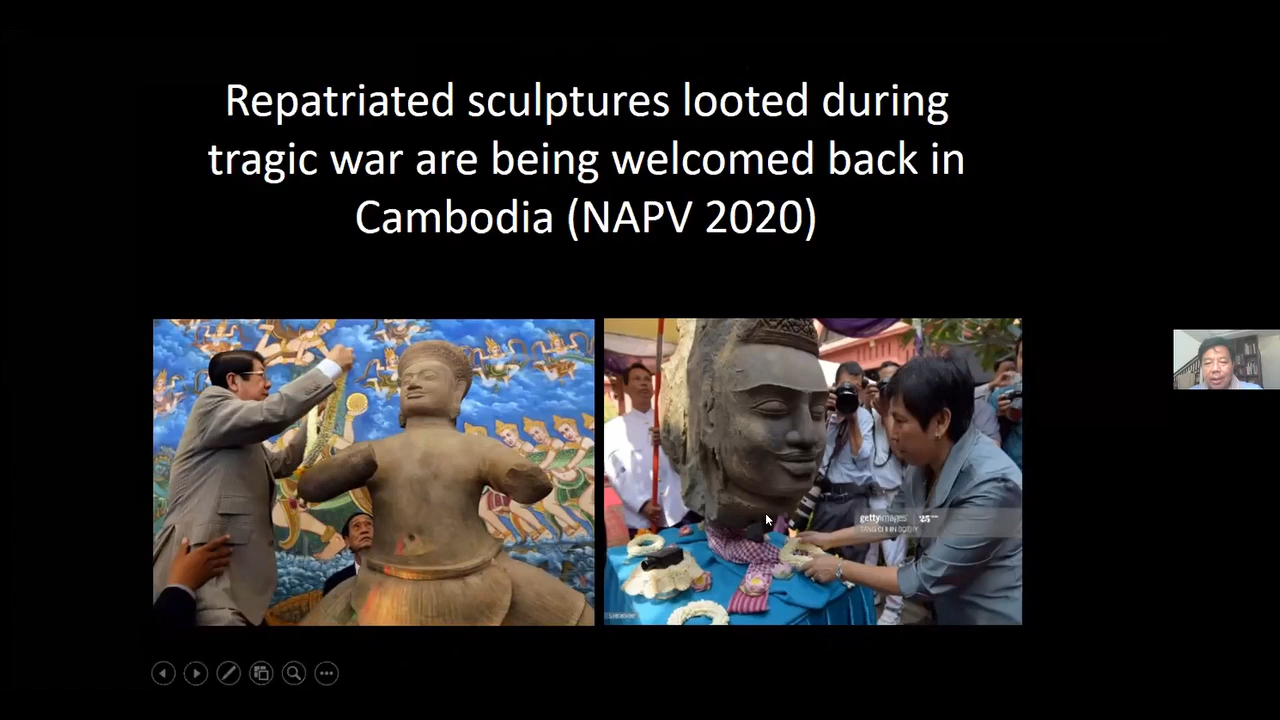 Repatriated sculptures looted during
tragic war are being welcomed back in
Cambodia (NAPV 2020)
gettyimages